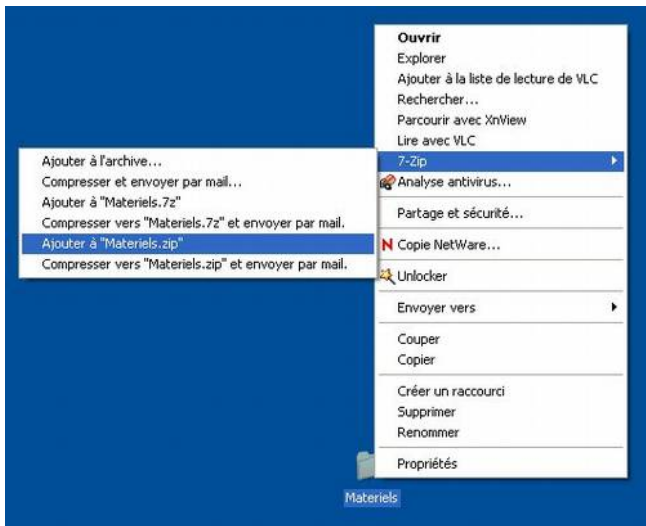 Ouvrir
Explorer
Ajouter à la liste de lecture de VLC
Rechercher...
Parcourir avec XnView
Lire avec VLC
7-Zip
Analyse antivirus...
Partage et sécurité...
Copie NetWare...
Unlocker
Envoyer vers
Couper
Copier
Créer un raccourci
Supprimer
Renommer
Propriétés
Ajouter à l'archive...
Compresser et envoyer par mail...
Ajouter à "Materiels.7z"
Compresser vers "Materiels.7z" et envoyer par mail.
Ajouter à "Materiels.zip"
Compresser vers "Materiels.zip" et envoyer par mail.
Materiels